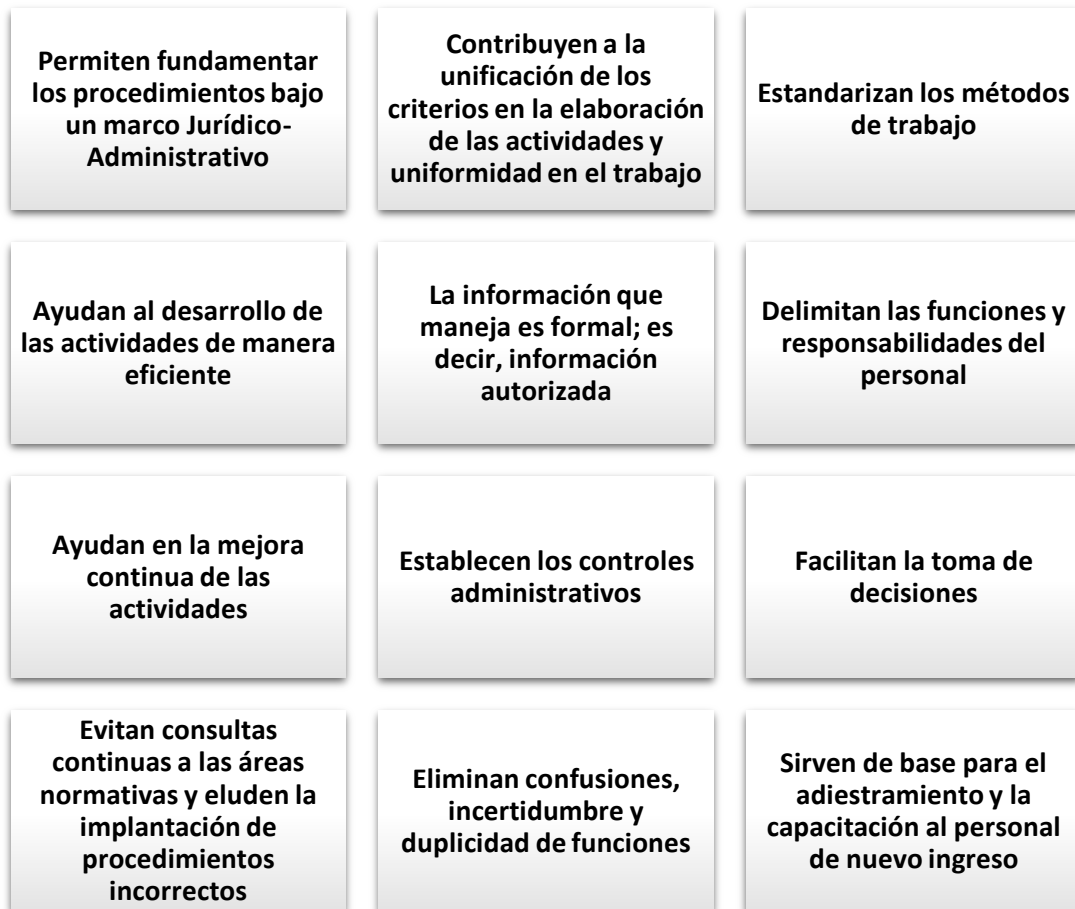 Permiten fundamentar
los procedimientos bajo
un marco Jurídico-
Administrativo
Contribuyen a la
unificación de los
criterios en la elaboración
de las actividades y
uniformidad en el trabajo
Estandarizan los métodos
de trabajo
Ayudan al desarrollo de
las actividades de manera
eficiente
La información que
maneja es formal; es
decir, información
autorizada
Delimitan las funciones y
responsabilidades del
personal
Ayudan en la mejora
continua de las
actividades
Establecen los controles
administrativos
Facilitan la toma de
decisiones
Evitan consultas
continuas a las áreas
normativas y eluden la
implantación de
procedimientos
incorrectos
Eliminan confusiones,
incertidumbre y
duplicidad de funciones
Sirven de base para el
adiestramiento y la
capacitación al personal
de nuevo ingreso